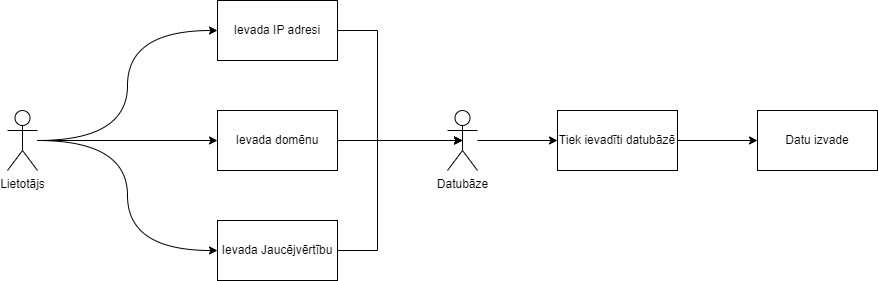 Ievada IP adresi
Lietotājs
Ievada domēnu
Ievada Jaucējvērtību
Datubāze
Tiek ievadīti datubāzē
Datu izvade